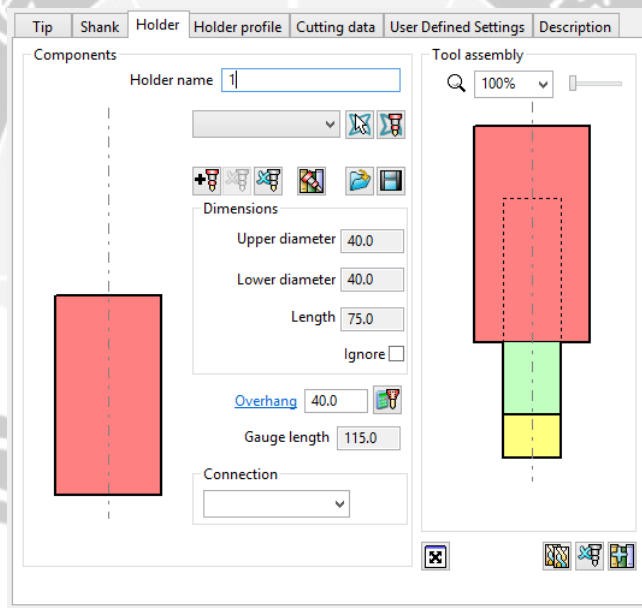 Tip Shank Holder Holder profile Cutting data User Defined Settings Description
Components
Holder name 1
Dimensions
Upper diameter 40.0
Lower diameter 40.0
Length 75.0
Ignore
Overhang 40.0
Gauge length 115.0
Connection
Tool assembly
100%